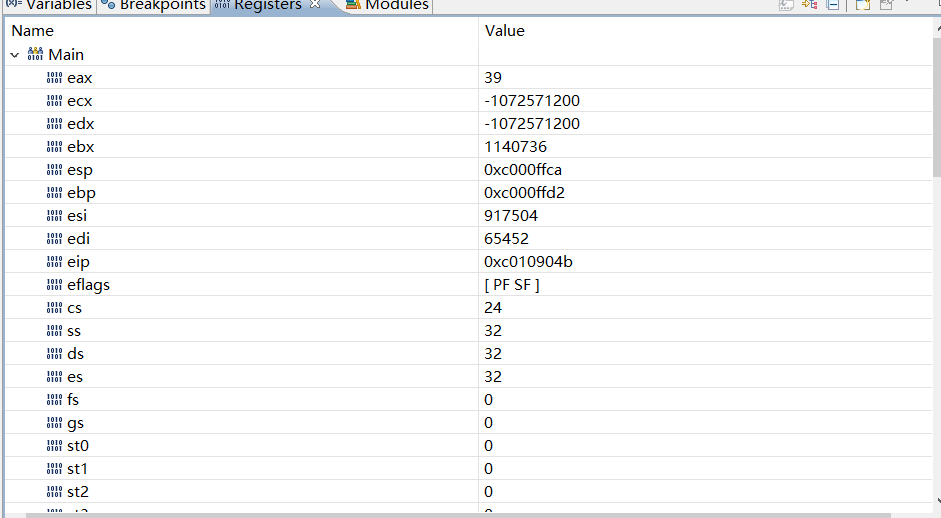 Variables Breakpoints Registers Modules
Name Value
Main
eax 39
ecx -1072571200
edx -1072571200
ebx 1140736
esp 0xc000ffca
ebp 0xc000ffd2
esi 917504
edi 65452
eip 0xc010904b
eflags [ PF SF ]
cs 24
ss 32
ds 32
es 32
fs 0
gs 0
st0 0
st1 0
st2 0